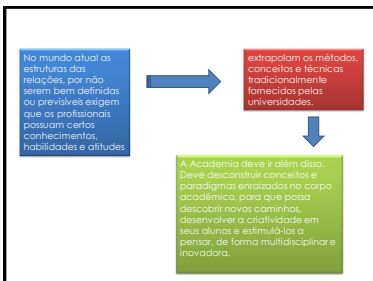 No mundo atual as
estruturas das
relações, por não
serem bem definidas
ou previsíveis exigem
que os profissionais
possuam certos
conhecimentos,
habilidades e atitudes
extrapolam os métodos,
conceitos e técnicas
tradicionalmente
fornecidos pelas
universidades.
A Academia deve ir além disso.
Deve desconstruir conceitos e
paradigmas enraizados no corpo
acadêmico, para que possa
descobrir novos caminhos,
desenvolver a criatividade em
seus alunos e estimulá-los a
pensar, de forma multidisciplinar e
inovadora.